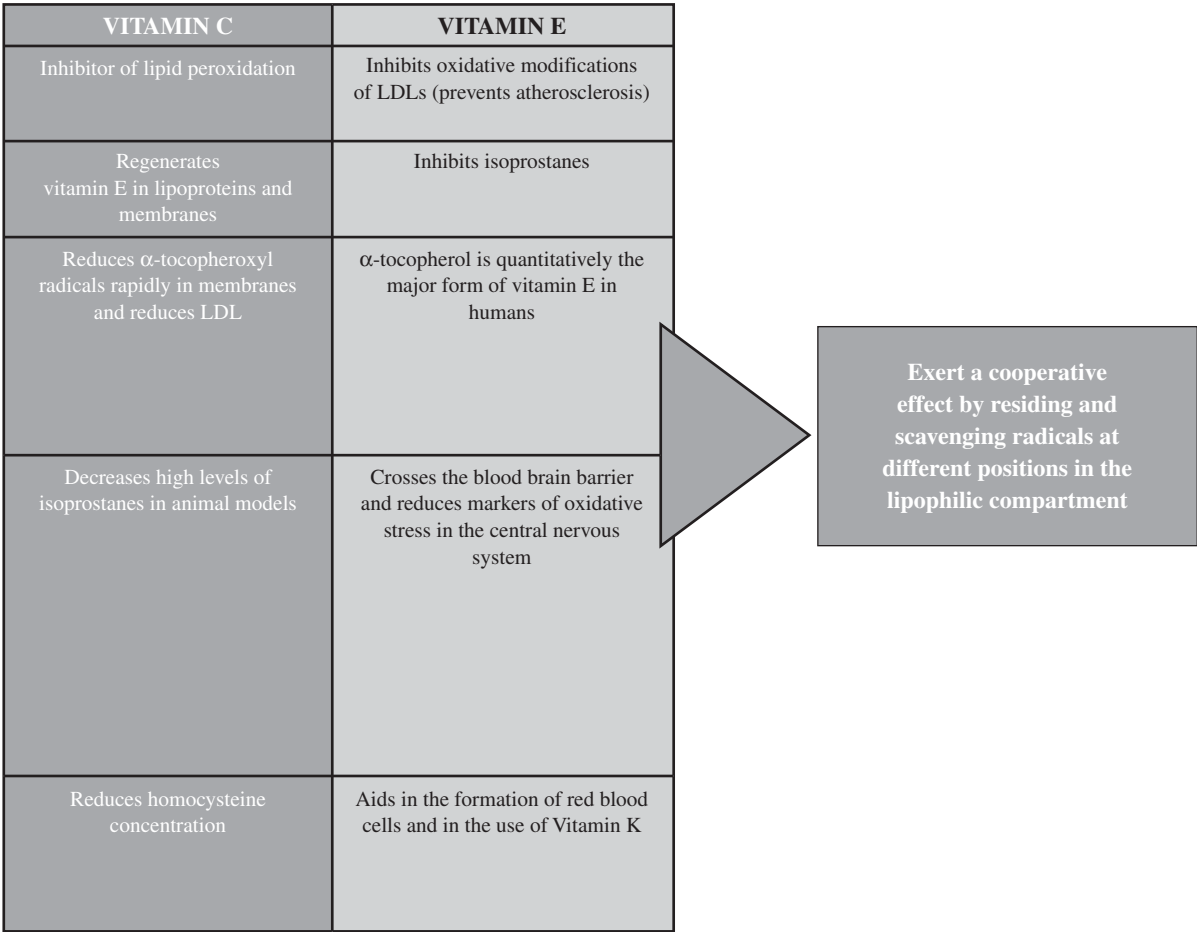 VITAMIN C
VITAMIN E
Inhibitor of lipid peroxidation
Inhibits oxidative modifications
of LDLs (prevents atherosclerosis)
Regenerates
vitamin E in lipoproteins and
membranes
Inhibits isoprostanes
Reduces α-tocopheroxyl
radicals rapidly in membranes
and reduces LDL
α-tocopherol is quantitatively the
major form of vitamin E in
humans
Decreases high levels of
isoprostanes in animal models
Crosses the blood brain barrier
and reduces markers of oxidative
stress in the central nervous
system
Reduces homocysteine
concentration
Aids in the formation of red blood
cells and in the use of Vitamin K
Exert a cooperative
effect by residing and
scavenging radicals at
different positions in the
lipophilic compartment